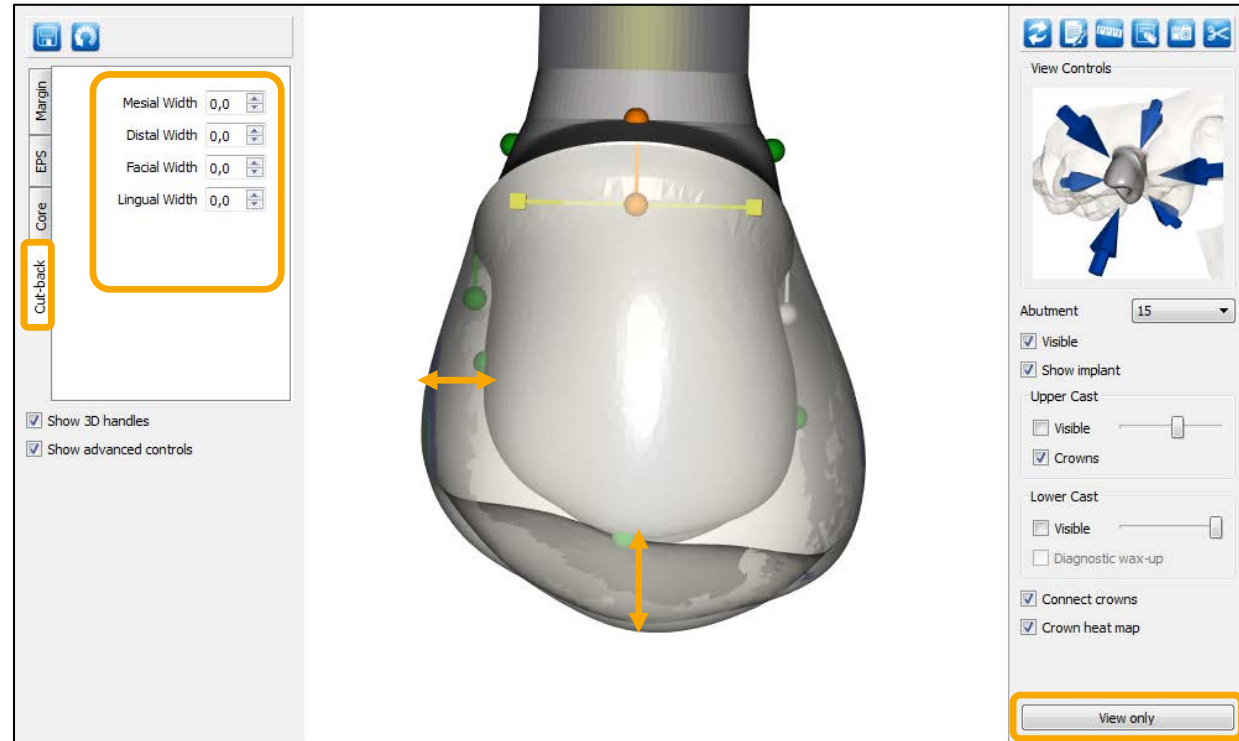 Margin
EPS
Core
Cut-back
Mesial Width 0,0
Distal Width 0,0
Facial Width 0,0
Lingual Width 0,0
Show 3D handles
Show advanced controls
View Controls
Abutment 15
Visible
Show implant
Upper Cast
Visible
Crowns
Lower Cast
Visible
Diagnostic wax-up
Connect crowns
Crown heat map
View only